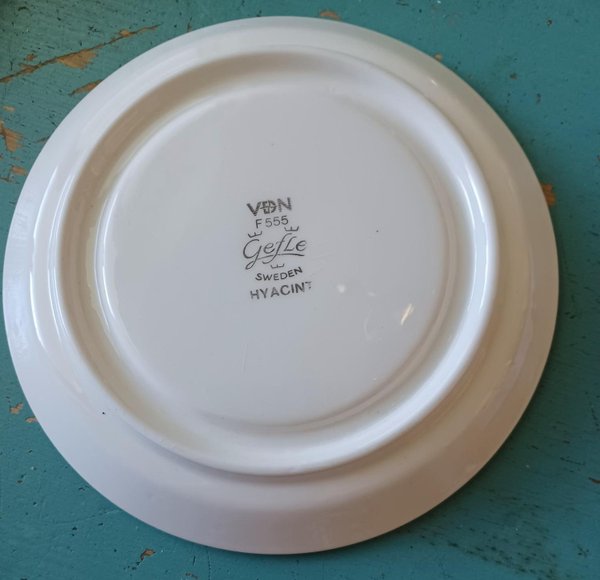 VDN
F 555
Gefle
SWEDEN
HYACINT